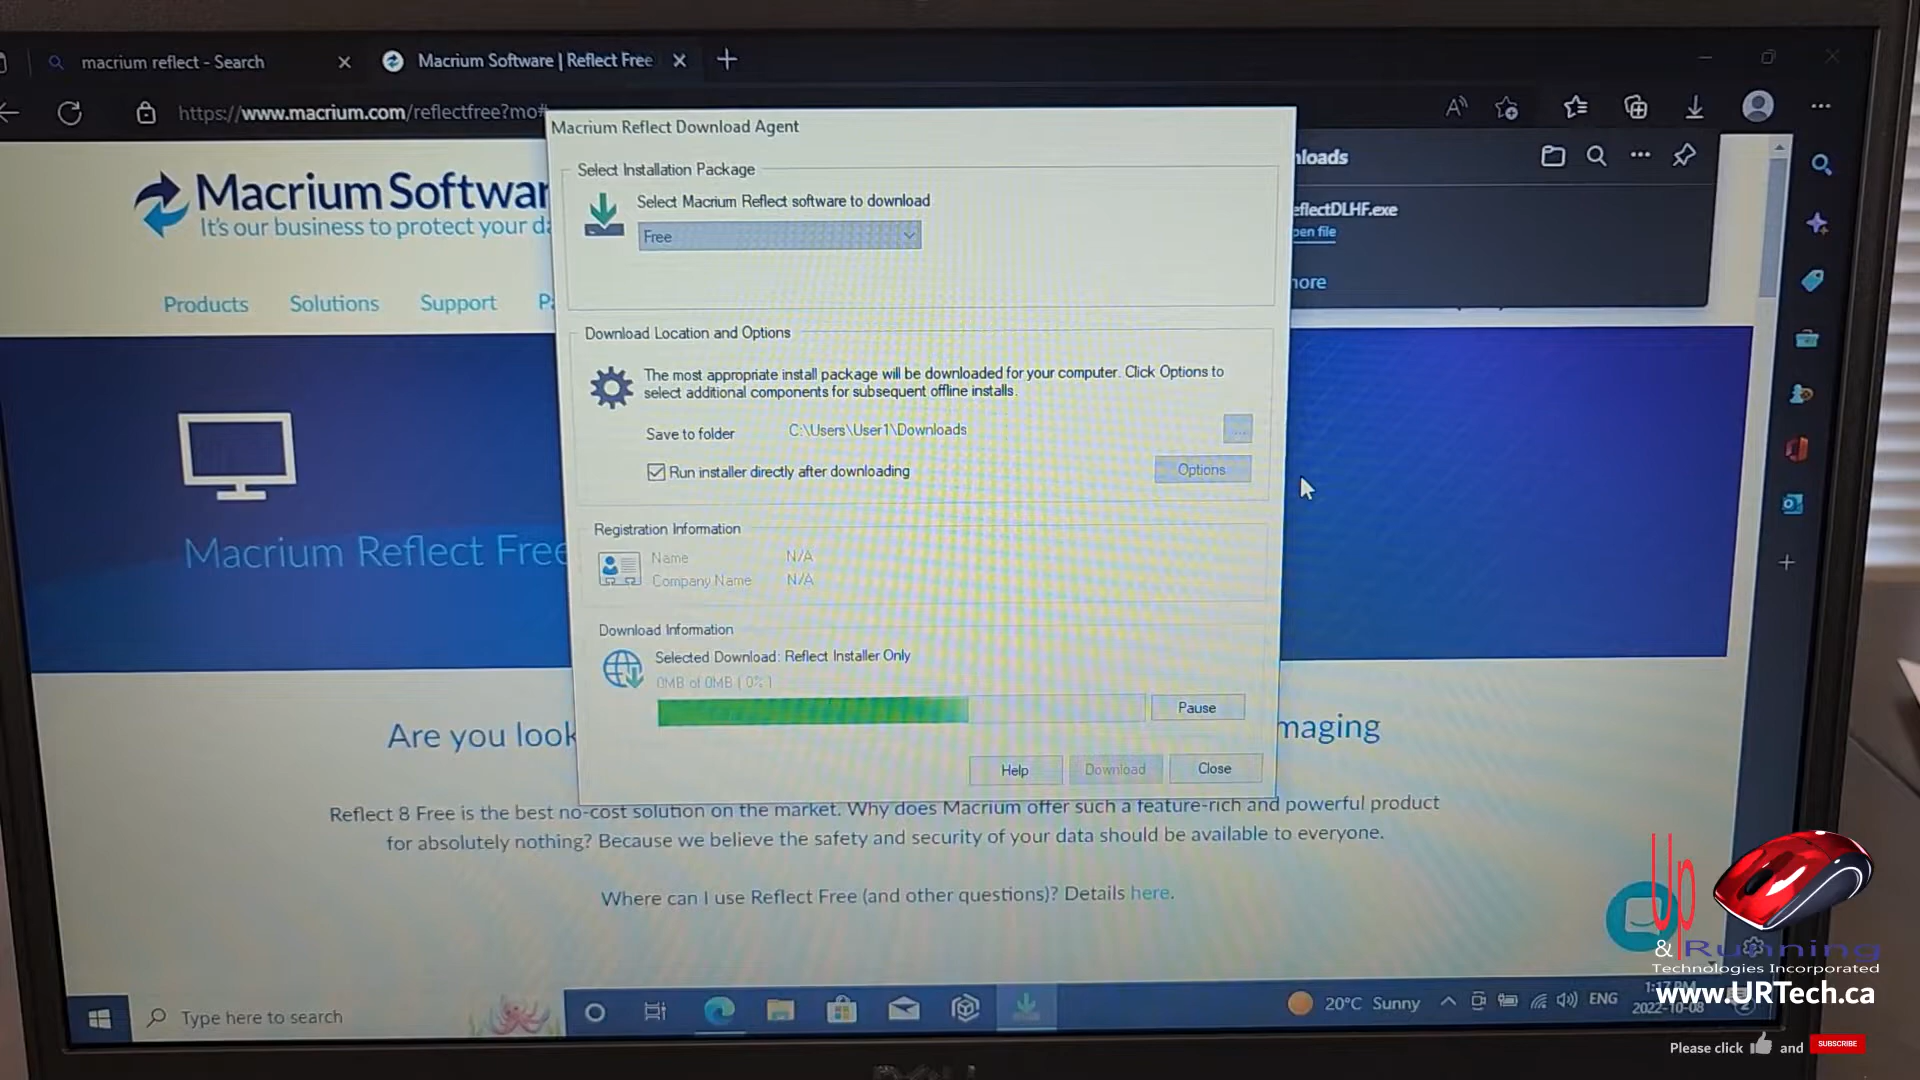 macrium reflect - Search
Macrium Software | Reflect Free
https://www.macrium.com/reflectfree?mo#
Macrium Reflect Download Agent
Macrium Softwar
It's our business to protect your da
Products Solutions Support Pa
Macrium Reflect Free
Select Installation Package
Select Macrium Reflect software to download
Free
nloads
eflectDLHF.exe
pen file
more
Download Location and Options
The most appropriate install package will be downloaded for your computer. Click Options to
select additional components for subsequent offline installs.
Save to folder C:\Users\User1\Downloads
...
Run installer directly after downloading
Options
Registration Information
Name N/A
Company Name N/A
Download Information
Selected Download: Reflect Installer Only
0MB of 0MB ( 0% )
Pause
Help Download Close
Are you look
maging
Reflect 8 Free is the best no-cost solution on the market. Why does Macrium offer such a feature-rich and powerful product
for absolutely nothing? Because we believe the safety and security of your data should be available to everyone.
Where can I use Reflect Free (and other questions)? Details here.
Type here to search
20°C Sunny
ENG
1:17 PM
2022-10-08
2
Up
& Running
Technologies Incorporated
www.URTech.ca
Please click and SUBSCRIBE